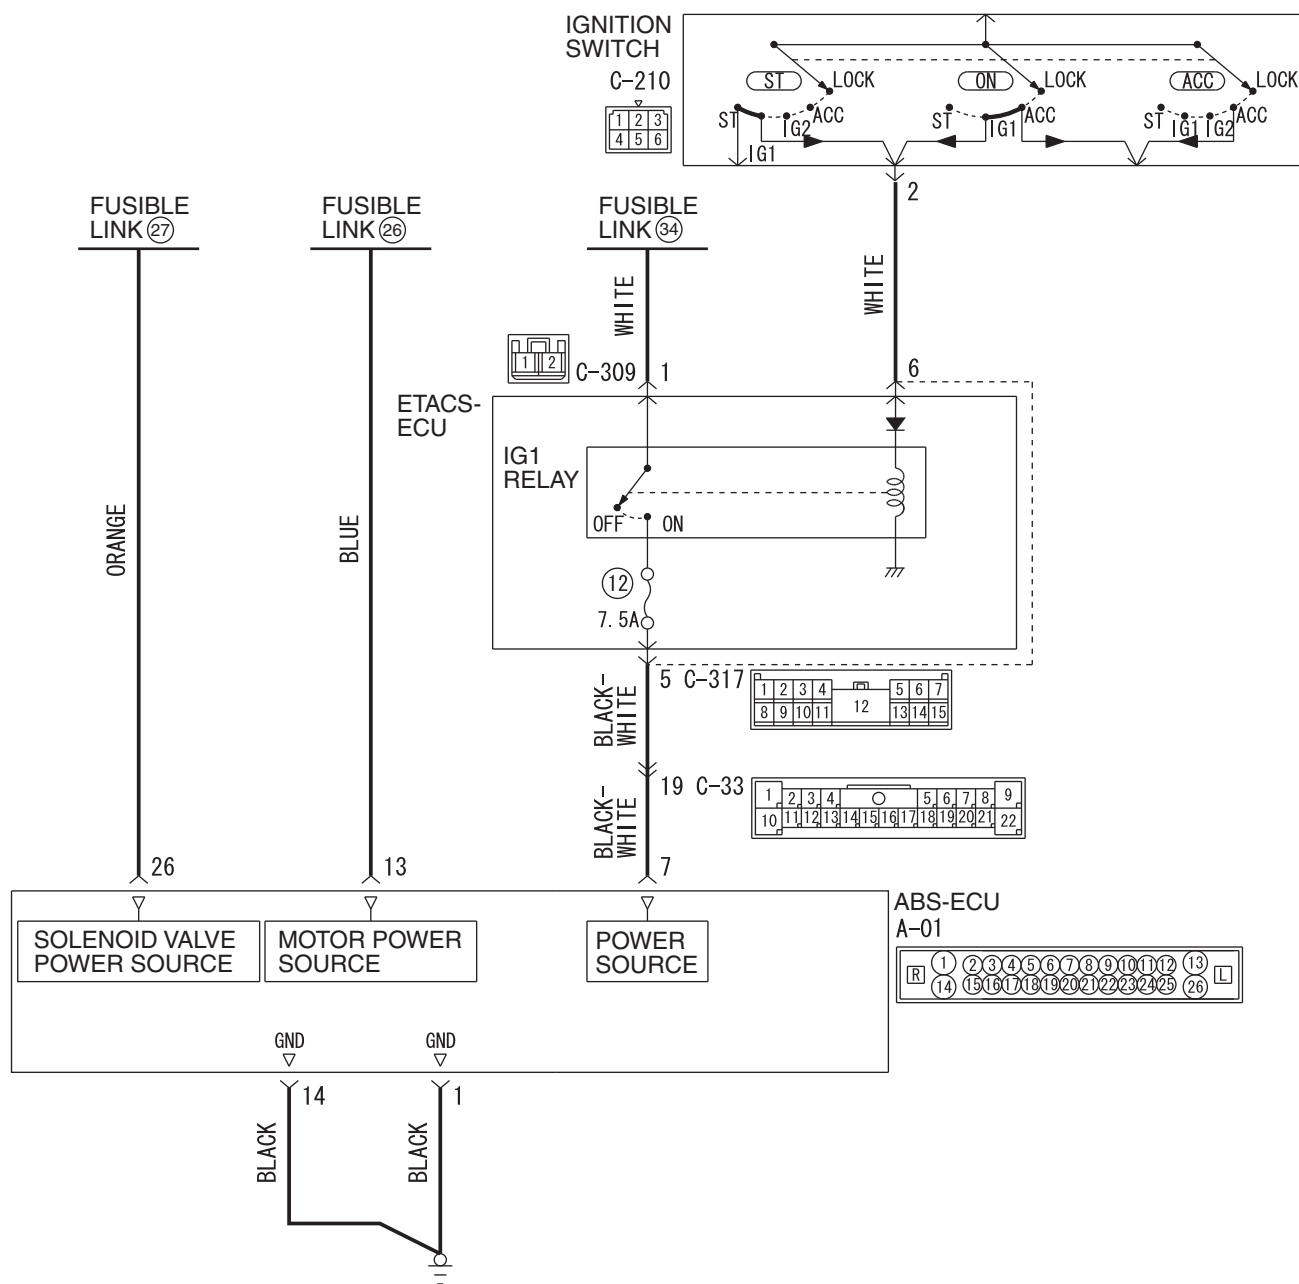 IGNITION
SWITCH
C-210
1 2 3
4 5 6
ST
LOCK
ON
LOCK
ACC
LOCK
ST
IG2
ACC
IG1
ST
IG1
ACC
ST
IG1
IG2
ACC
2
FUSIBLE
LINK 27
FUSIBLE
LINK 26
FUSIBLE
LINK 34
WHITE
WHITE
1 2
C-309
1
6
ETACS-
ECU
IG1
RELAY
OFF
ON
ORANGE
BLUE
12
7.5A
5 C-317
1 2 3 4 5 6 7
8 9 10 11 12 13 14 15
BLACK-
WHITE
19 C-33
1 2 3 4 5 6 7 8 9
10 11 12 13 14 15 16 17 18 19 20 21 22
BLACK-
WHITE
26
13
7
ABS-ECU
A-01
SOLENOID VALVE
POWER SOURCE
MOTOR POWER
SOURCE
POWER
SOURCE
R
1 2 3 4 5 6 7 8 9 10 11 12 13
14 15 16 17 18 19 20 21 22 23 24 25 26
L
GND
GND
14
1
BLACK
BLACK